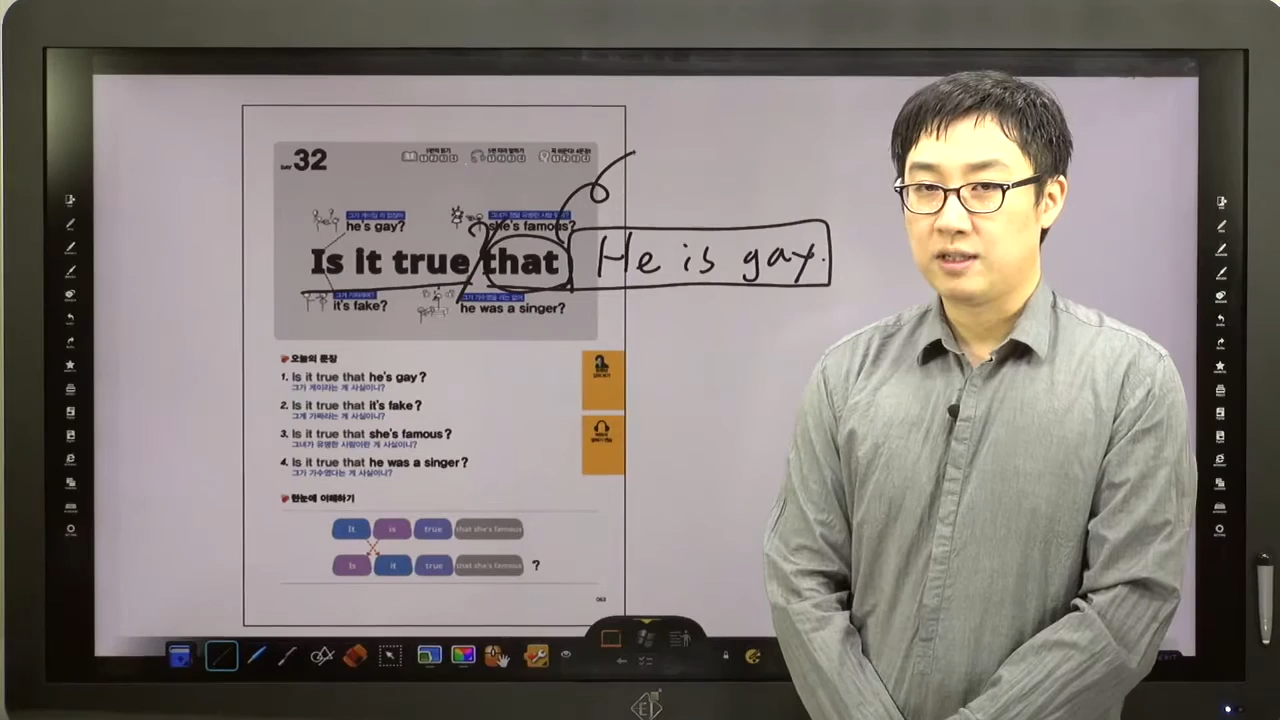 DAY 32
he's gay?
she's famous?
Is it true that
He is gay.
it's fake?
he was a singer?
오늘의 문장
1. Is it true that he's gay?
그가 게이라는 게 사실이니?
2. Is it true that it's fake?
그게 가짜라는 게 사실이니?
3. Is it true that she's famous?
그녀가 유명한 사람이란 게 사실이니?
4. Is it true that he was a singer?
그가 가수였다는 게 사실이니?
한눈에 이해하기
It is true that she's famous
Is it true that she's famous ?
063